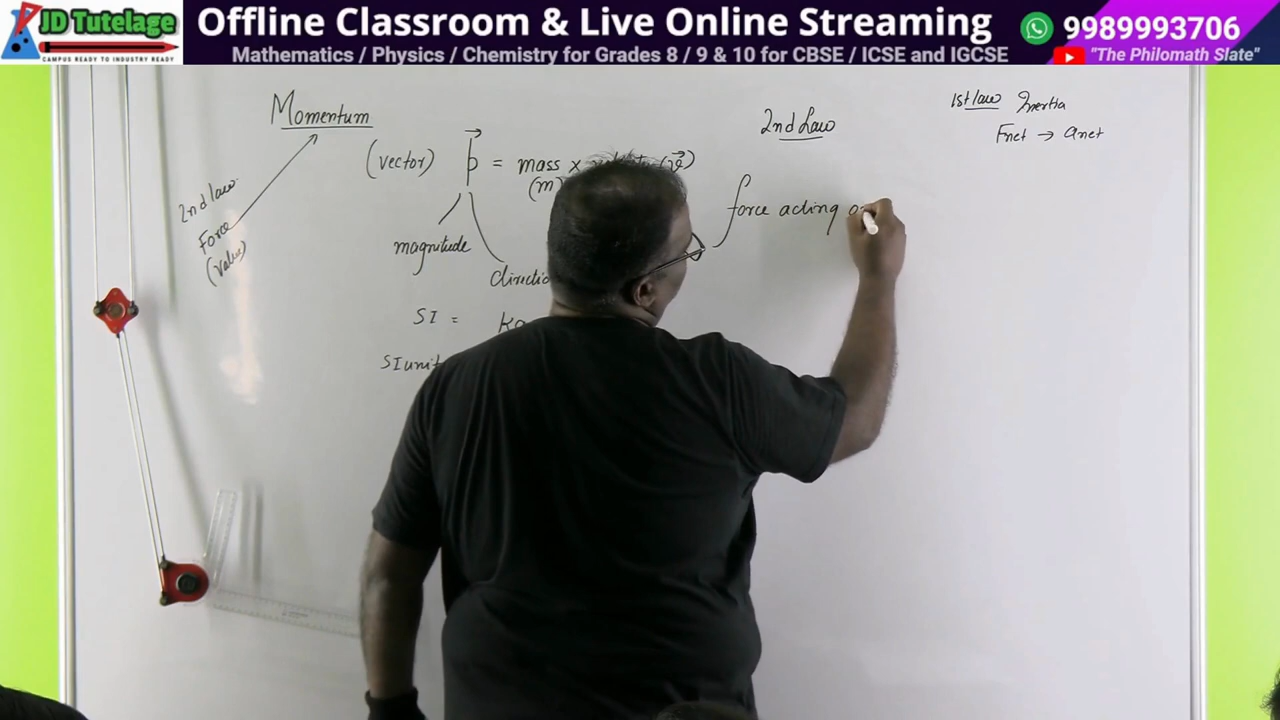 JD Tutelage
CAMPUS READY TO INDUSTRY READY
Offline Classroom & Live Online Streaming
Mathematics / Physics / Chemistry for Grades 8 / 9 & 10 for CBSE / ICSE and IGCSE
9989993706
"The Philomath Slate"
Momentum
(vector) p = mass x (v)
(m)
magnitude
2nd law
Force
(value)
SI =
SI unit
2nd Law
force acting
1st law Inertia
Fnet → anet